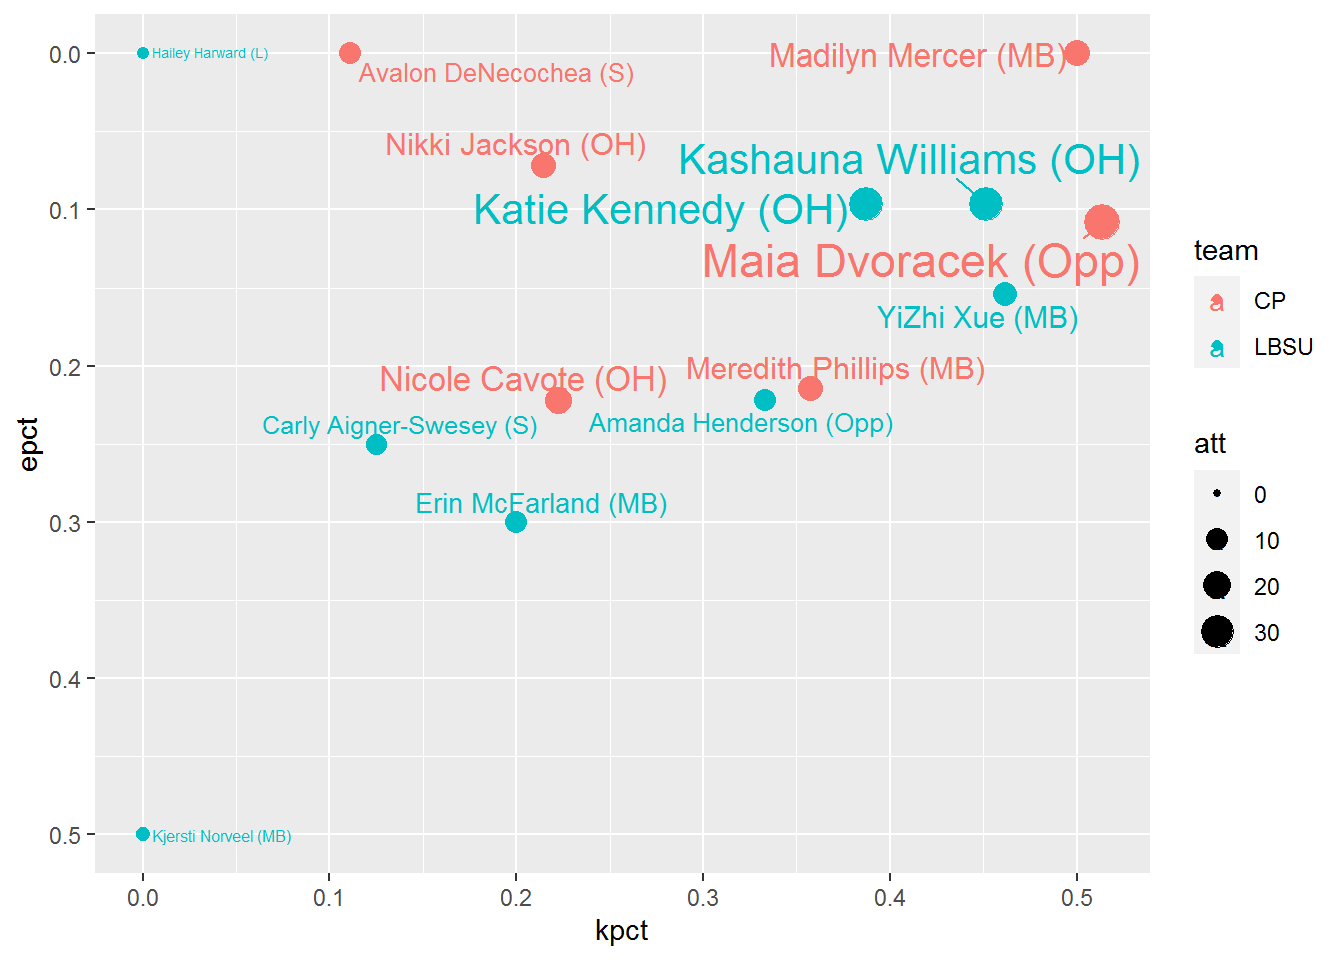 Hailey Harward (L)
Avalon DeNecochea (S)
Madilyn Mercer (MB)
Nikki Jackson (OH)
Kashauna Williams (OH)
Katie Kennedy (OH)
Maia Dvoracek (Opp)
YiZhi Xue (MB)
Meredith Phillips (MB)
Nicole Cavote (OH)
Carly Aigner-Swesey (S)
Amanda Henderson (Opp)
Erin McFarland (MB)
Kjersti Norveel (MB)
0.0
0.1
0.2
0.3
0.4
0.5
epct
0.0 0.1 0.2 0.3 0.4 0.5
kpct
team
a CP
a LBSU
att
0
10
20
30